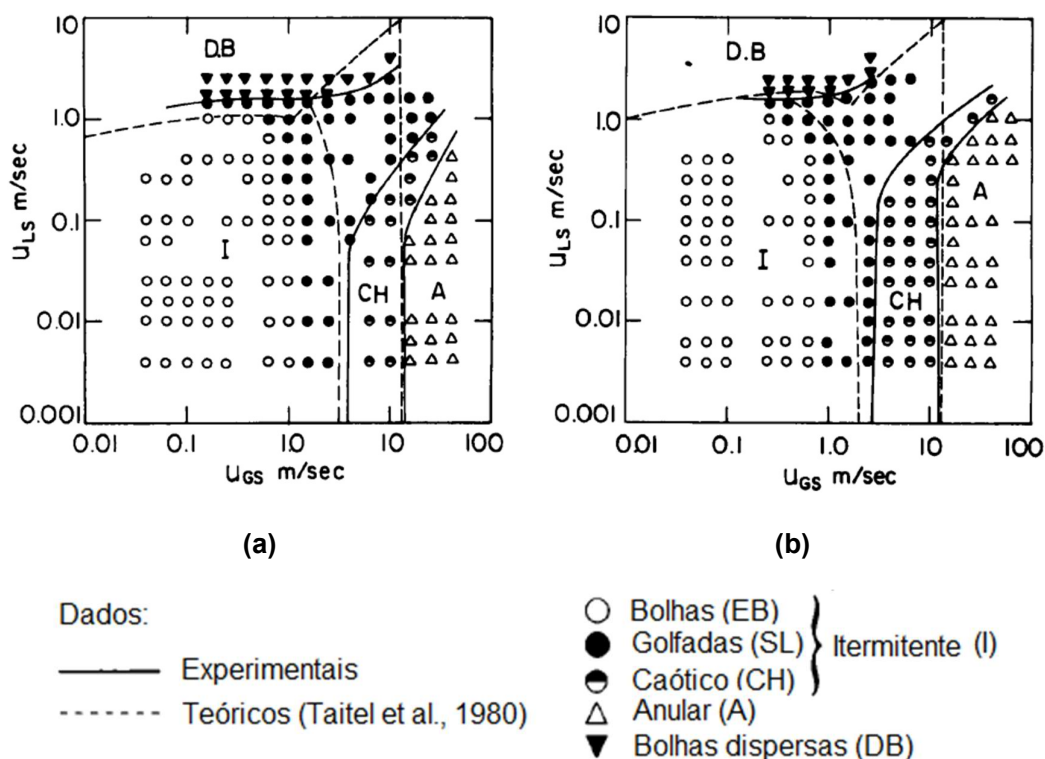 10
D.B
1.0
0.1
0.01
0.001
I
CH
A
0.01
0.1
1.0
10
100
uLS m/sec
uGS m/sec
(a)
10
D.B
1.0
0.1
0.01
0.001
I
CH
A
0.01
0.1
1.0
10
100
uLS m/sec
uGS m/sec
(b)
Dados:
Experimentais
Teóricos (Taitel et al., 1980)
Bolhas (EB)
Golfadas (SL)
Caótico (CH)
Itermitente (I)
Anular (A)
Bolhas dispersas (DB)